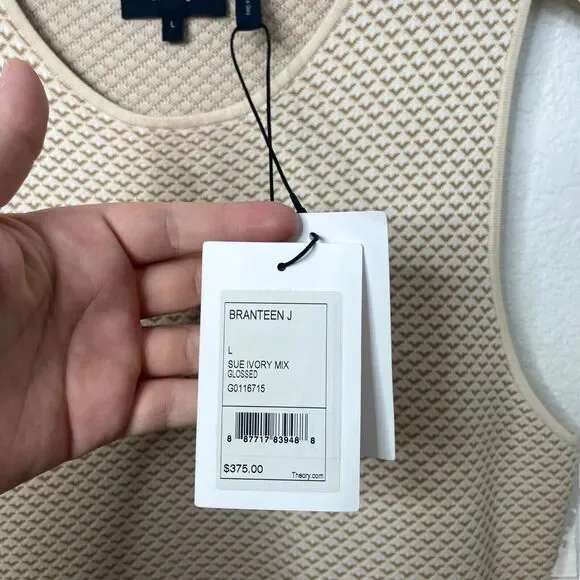 L
BRANTEEN J
L
SUE IVORY MIX
GLOSSED
G0116715
8 87717 83948 8
$375.00
Theory.com